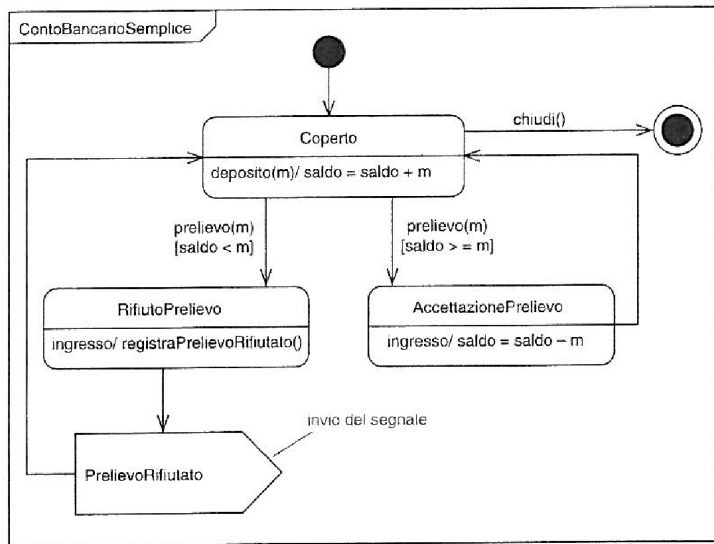 ContoBancarioSemplice
chiudi()
Coperto
deposito(m)/ saldo = saldo + m
prelievo(m)
[saldo < m]
prelievo(m)
[saldo > = m]
RifiutoPrelievo
ingresso/ registraPrelievoRifiutato()
AccettazionePrelievo
ingresso/ saldo = saldo – m
invio del segnale
PrelievoRifiutato